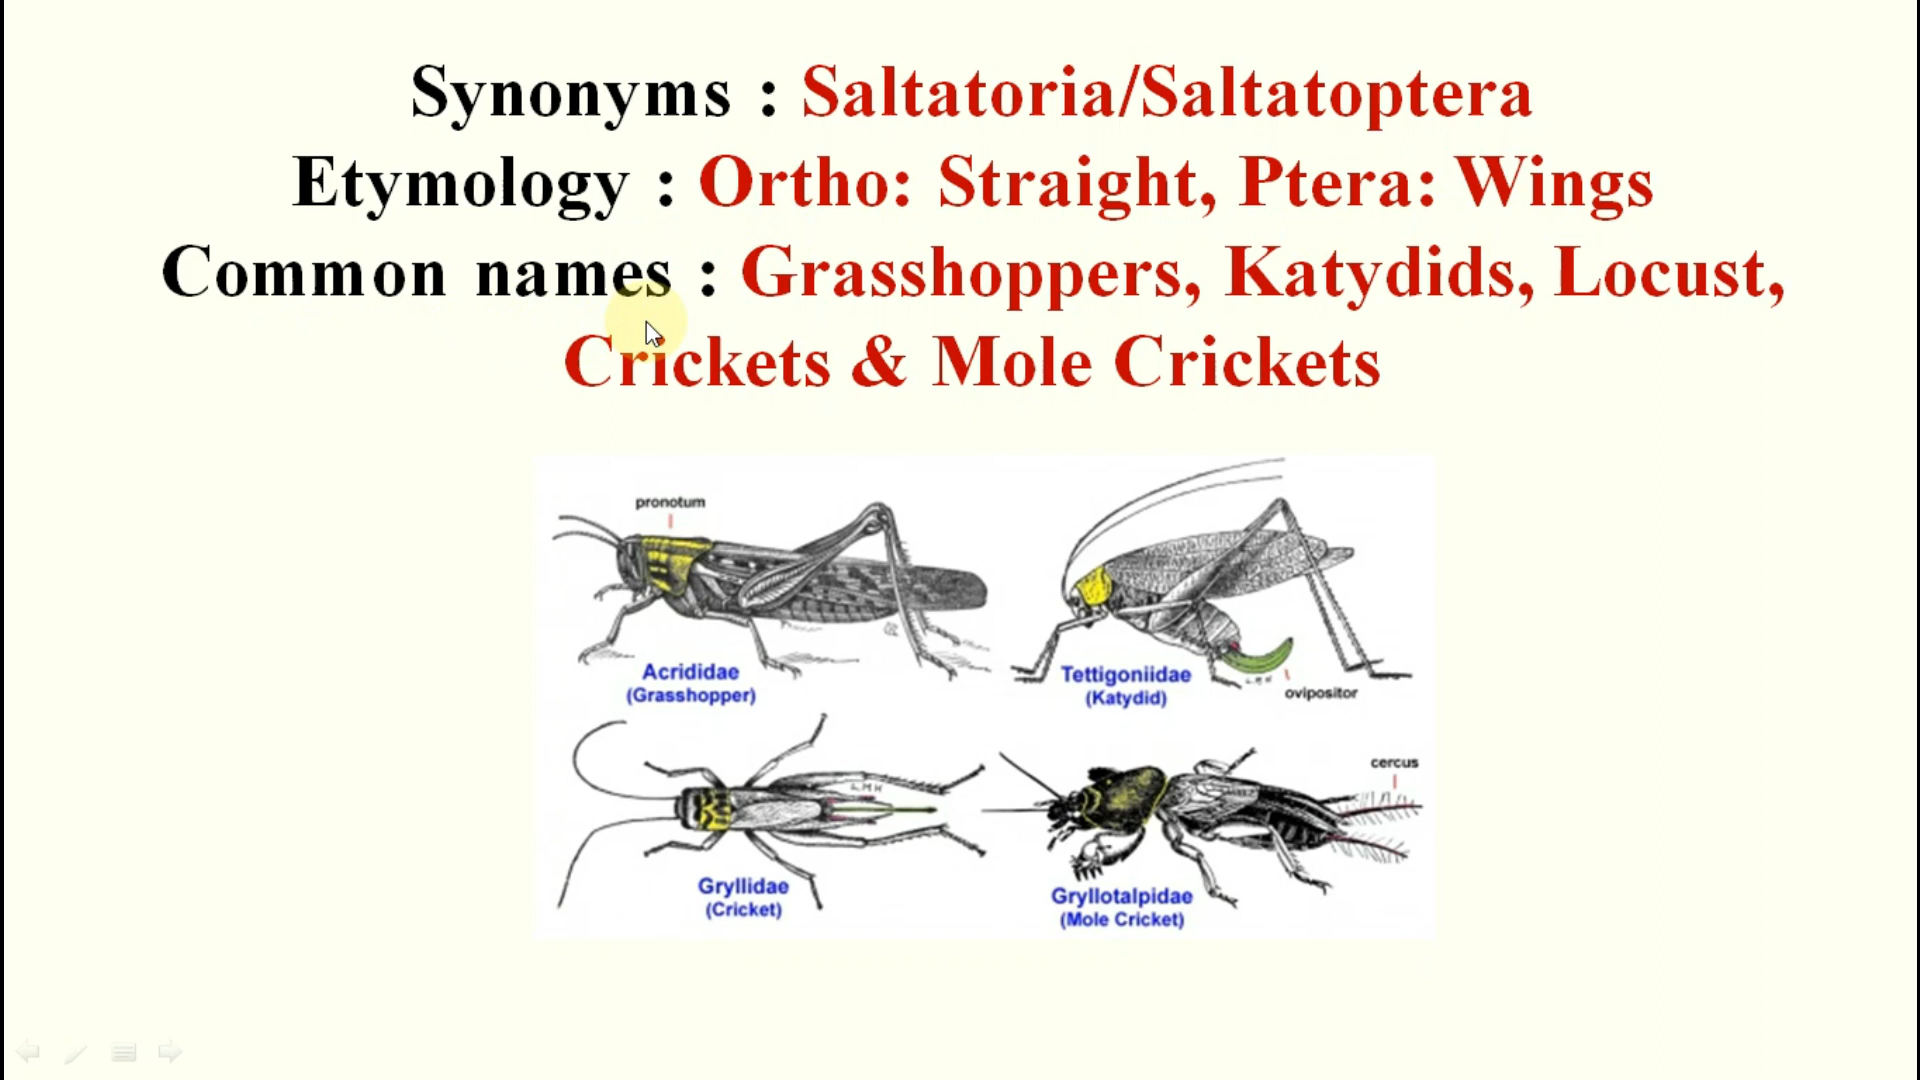 Synonyms : Saltatoria/Saltatoptera
Etymology : Ortho: Straight, Ptera: Wings
Common names : Grasshoppers, Katydids, Locust,
Crickets & Mole Crickets
pronotum
Acrididae
(Grasshopper)
Tettigoniidae
(Katydid)
ovipositor
L.M.H
cercus
Gryllidae
(Cricket)
Gryllotalpidae
(Mole Cricket)